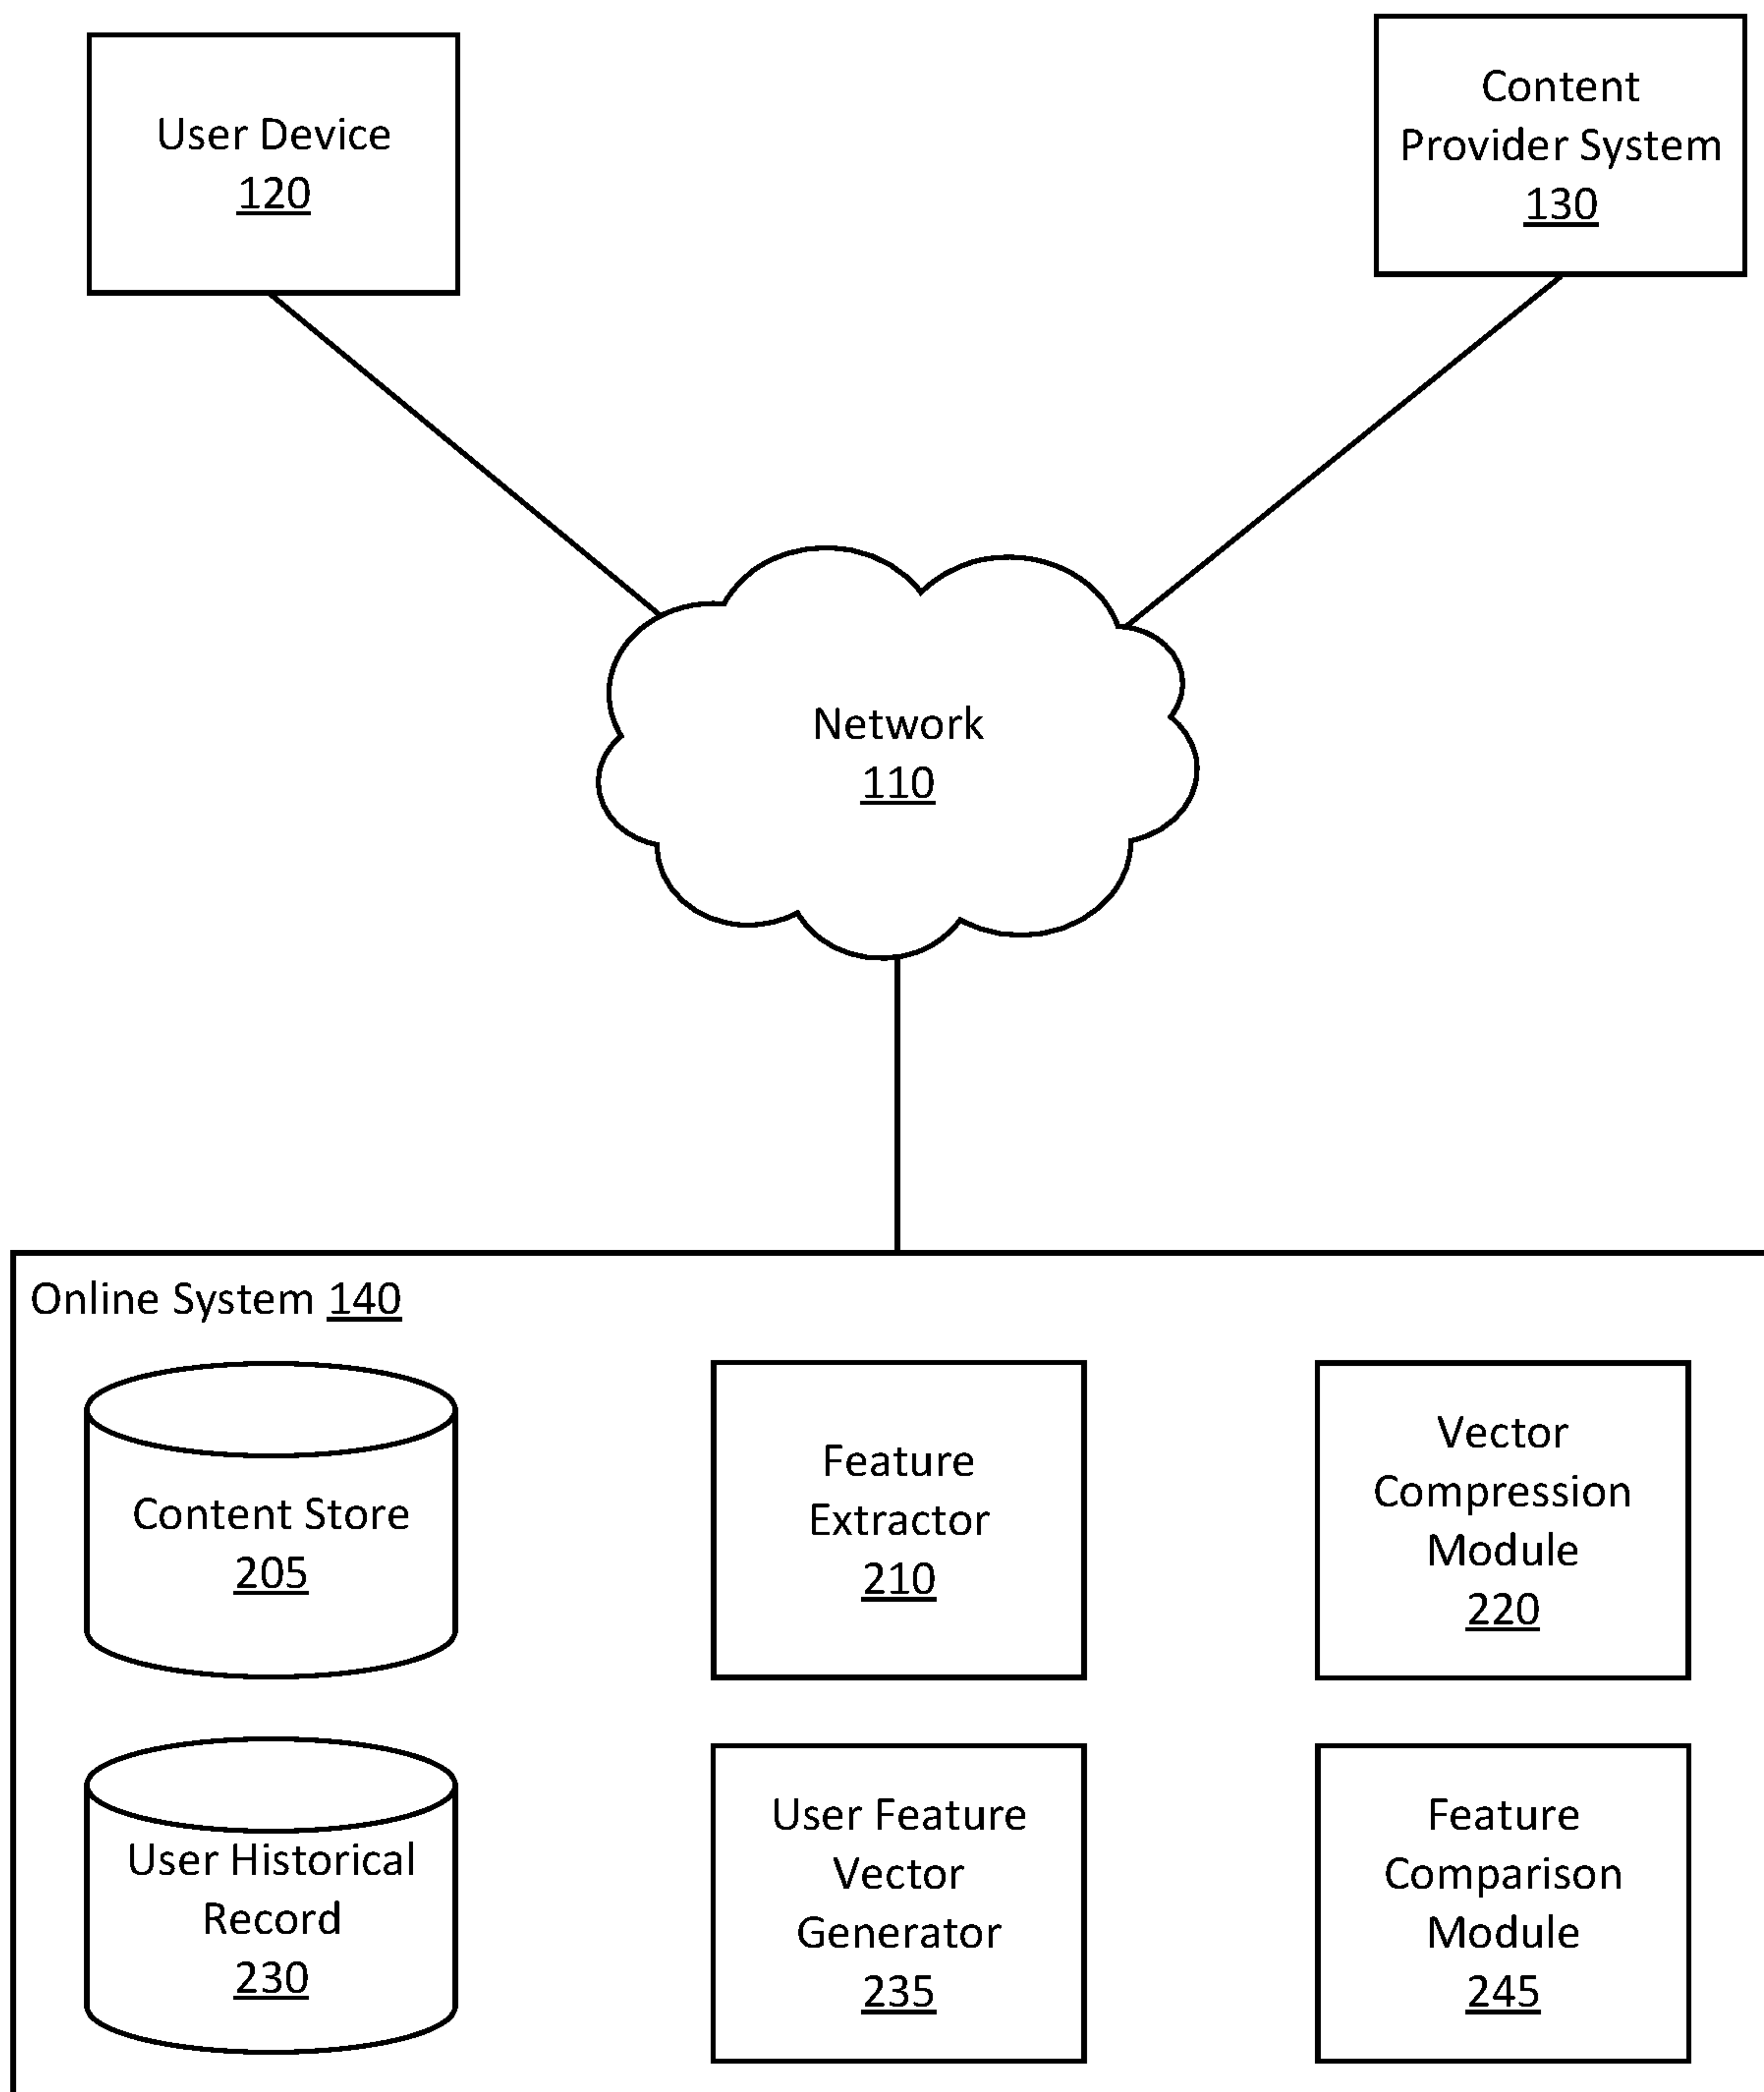 User Device
120
Content
Provider System
130
Network
110
Online System 140
Content Store
205
Feature
Extractor
210
Vector
Compression
Module
220
User Historical
Record
230
User Feature
Vector
Generator
235
Feature
Comparison
Module
245